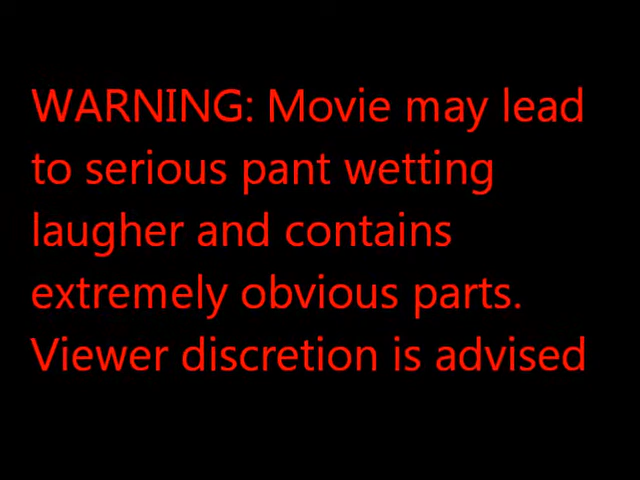 WARNING: Movie may lead
to serious pant wetting
laugher and contains
extremely obvious parts.
Viewer discretion is advised